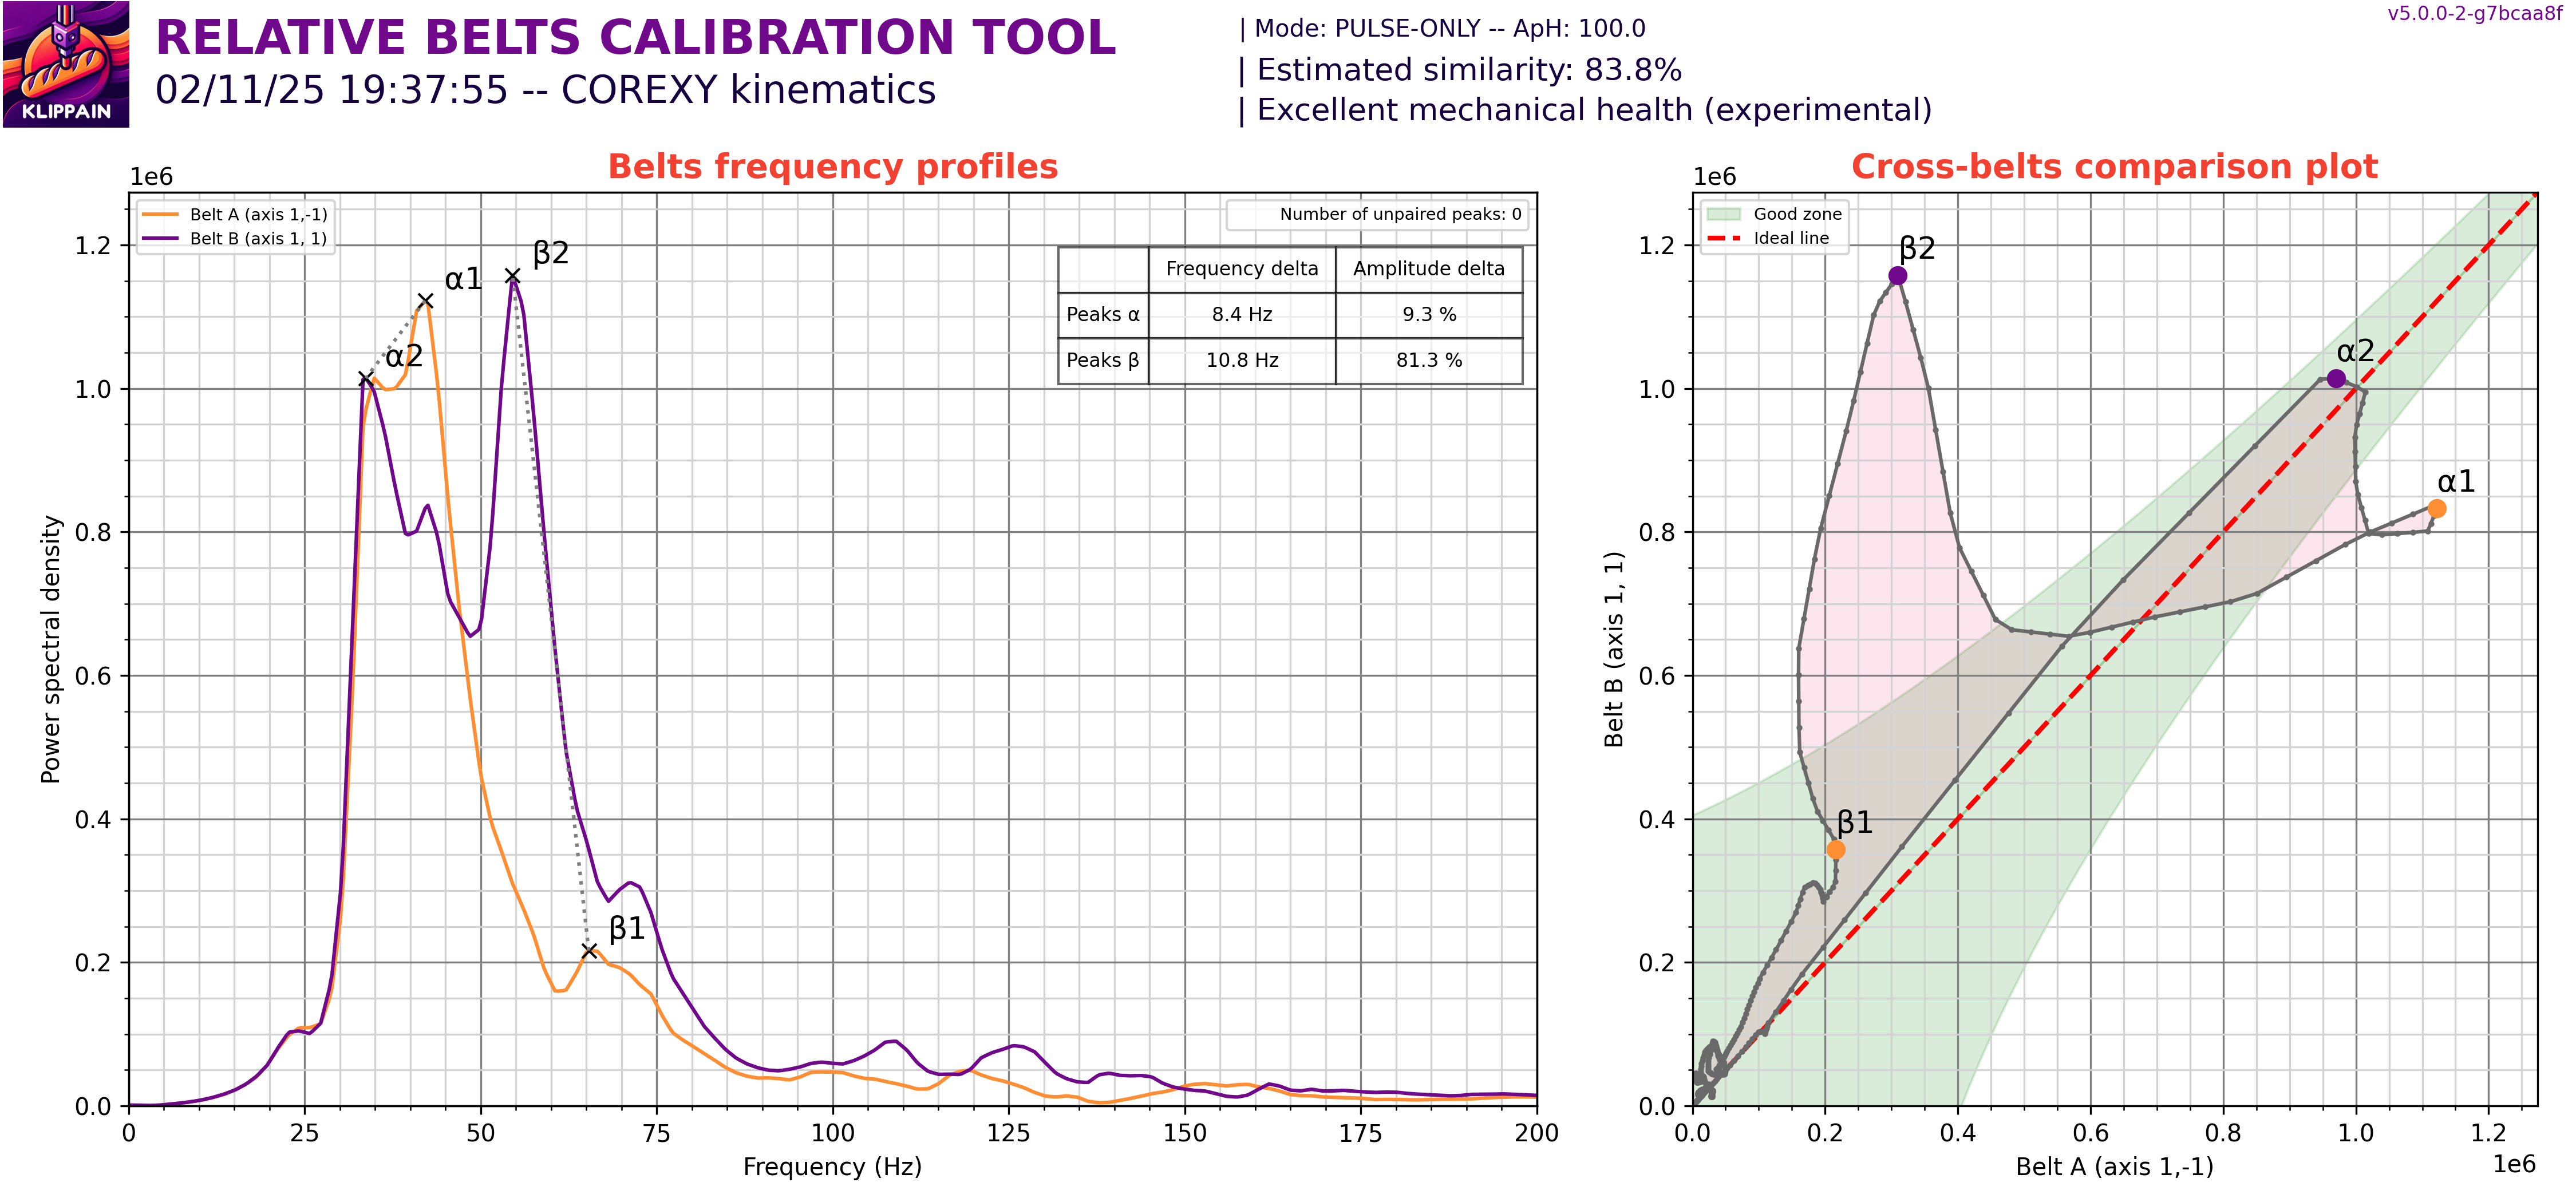 v5.0.0-2-g7bcaa8f
KLIPPAIN
RELATIVE BELTS CALIBRATION TOOL
02/11/25 19:37:55 -- COREXY kinematics
| Mode: PULSE-ONLY -- ApH: 100.0
| Estimated similarity: 83.8%
| Excellent mechanical health (experimental)
Belts frequency profiles
1e6
Belt A (axis 1,-1)
Belt B (axis 1, 1)
Number of unpaired peaks: 0
Frequency delta Amplitude delta
Peaks α 8.4 Hz 9.3 %
Peaks β 10.8 Hz 81.3 %
β2
α1
α2
β1
1.2
1.0
0.8
0.6
0.4
0.2
0.0
Power spectral density
0 25 50 75 100 125 150 175 200
Frequency (Hz)
Cross-belts comparison plot
1e6
Good zone
Ideal line
β2
α2
α1
β1
1.2
1.0
0.8
0.6
0.4
0.2
0.0
Belt B (axis 1, 1)
0.0 0.2 0.4 0.6 0.8 1.0 1.2
Belt A (axis 1,-1)
1e6